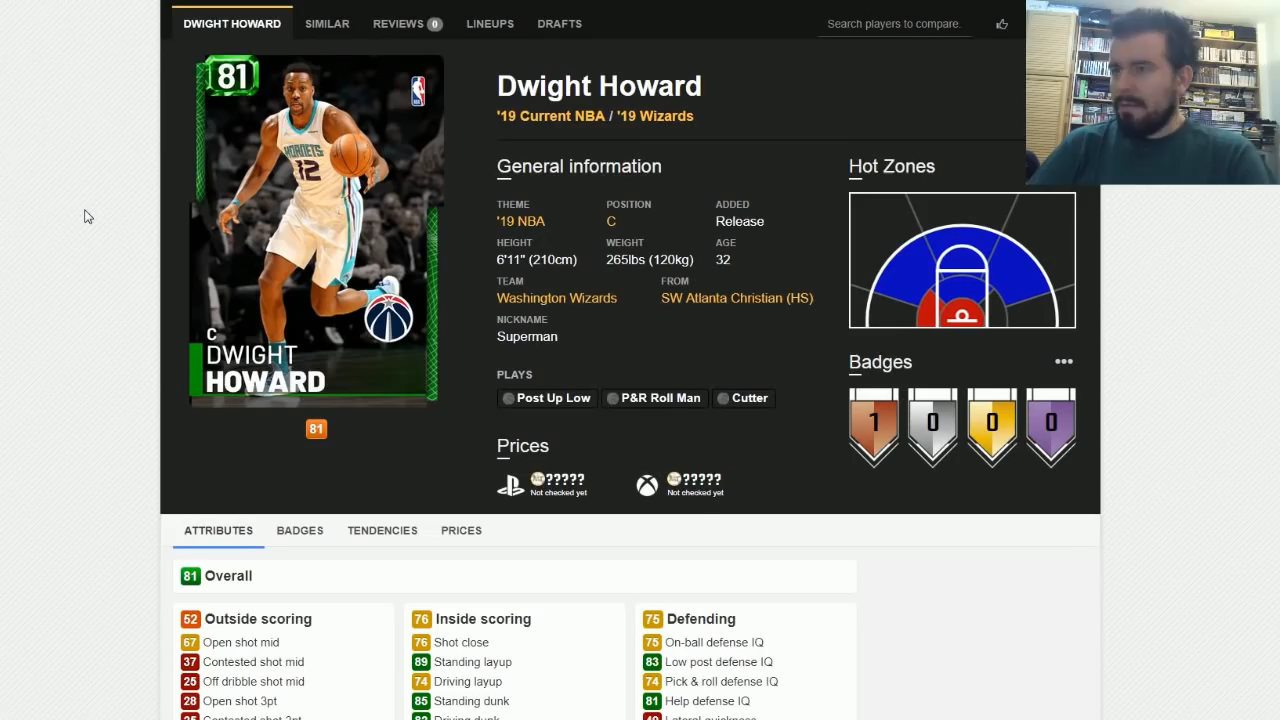 DWIGHT HOWARD
SIMILAR
REVIEWS 0
LINEUPS
DRAFTS
Search players to compare.
81
HORNETS
12
C
DWIGHT
HOWARD
81
Dwight Howard
'19 Current NBA / '19 Wizards
General information
THEME
'19 NBA
POSITION
C
ADDED
Release
HEIGHT
6'11" (210cm)
WEIGHT
265lbs (120kg)
AGE
32
TEAM
Washington Wizards
FROM
SW Atlanta Christian (HS)
NICKNAME
Superman
PLAYS
Post Up Low
P&R Roll Man
Cutter
Prices
?????
Not checked yet
?????
Not checked yet
Hot Zones
Badges
1
0
0
0
ATTRIBUTES
BADGES
TENDENCIES
PRICES
81 Overall
52 Outside scoring
67 Open shot mid
37 Contested shot mid
25 Off dribble shot mid
28 Open shot 3pt
76 Inside scoring
76 Shot close
89 Standing layup
74 Driving layup
85 Standing dunk
75 Defending
75 On-ball defense IQ
83 Low post defense IQ
74 Pick & roll defense IQ
81 Help defense IQ